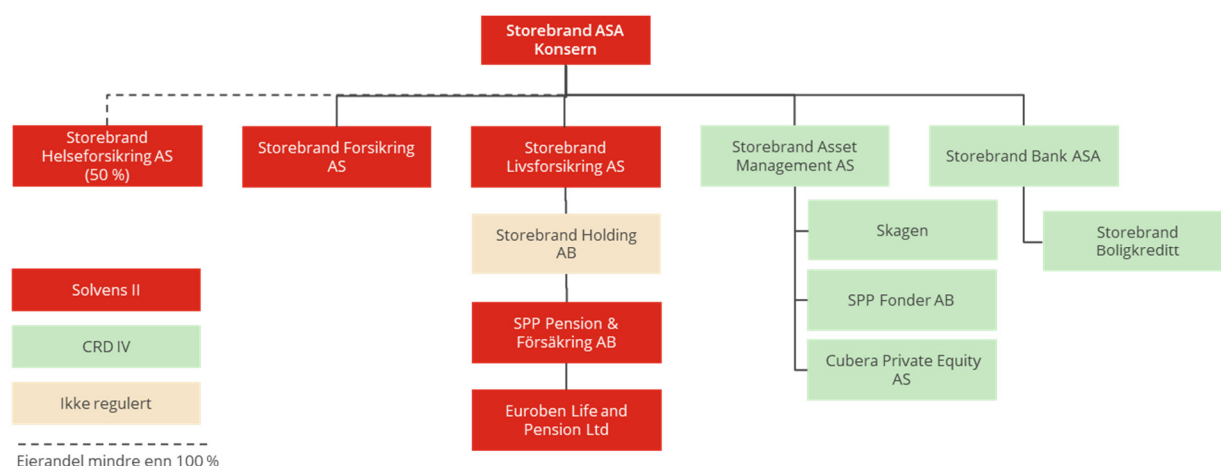 Storebrand ASA
Konsern
Storebrand
Helseforsikring AS
(50 %)
Storebrand Forsikring
AS
Storebrand
Livsforsikring AS
Storebrand Asset
Management AS
Storebrand Bank ASA
Storebrand Holding
AB
Skagen
Storebrand
Boligkreditt
Solvens II
SPP Pension &
Försäkring AB
SPP Fonder AB
CRD IV
Cubera Private Equity
AS
Ikke regulert
Euroben Life and
Pension Ltd
Eierandel mindre enn 100 %